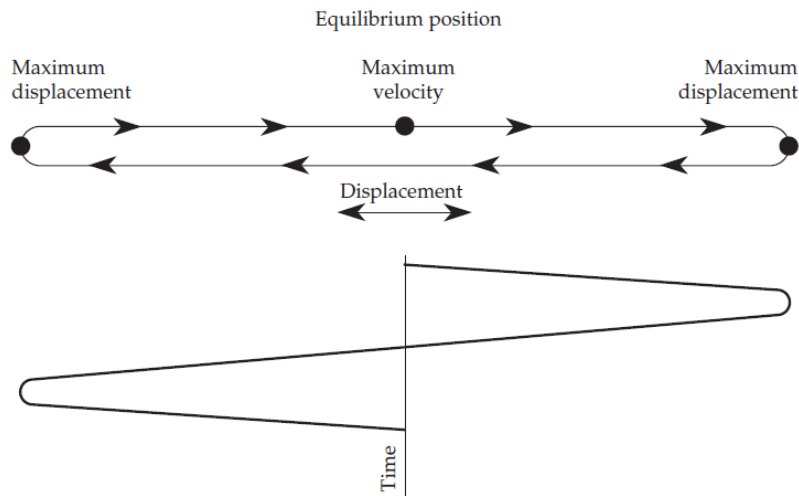 Equilibrium position
Maximum
displacement
Maximum
velocity
Maximum
displacement
Displacement
Time